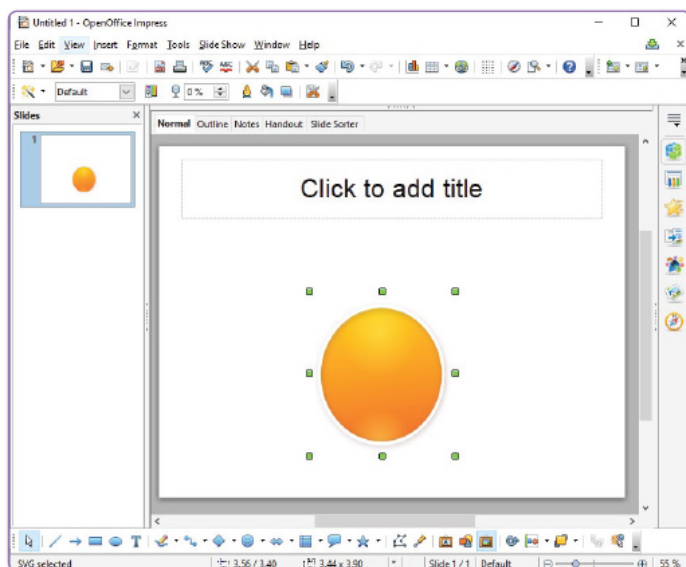 Untitled 1 - OpenOffice Impress
File Edit View Insert Format Tools Slide Show Window Help
Default 0 %
Slides
Normal Outline Notes Handout Slide Sorter
1
Click to add title
SVG selected 3.56 / 3.40 3.44 x 3.90 * Slide 1 / 1 Default 55 %